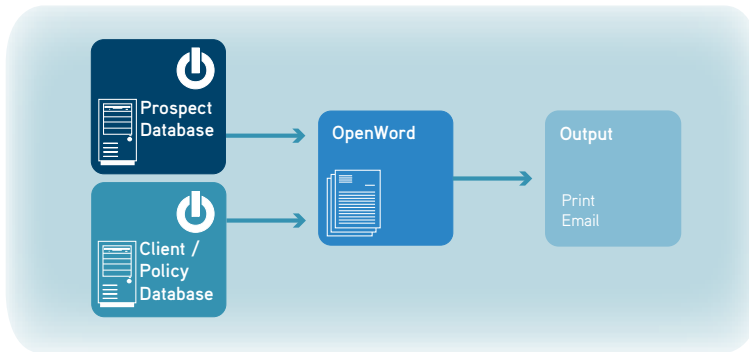 Prospect
Database
OpenWord
Output
Print
Email
Client /
Policy
Database